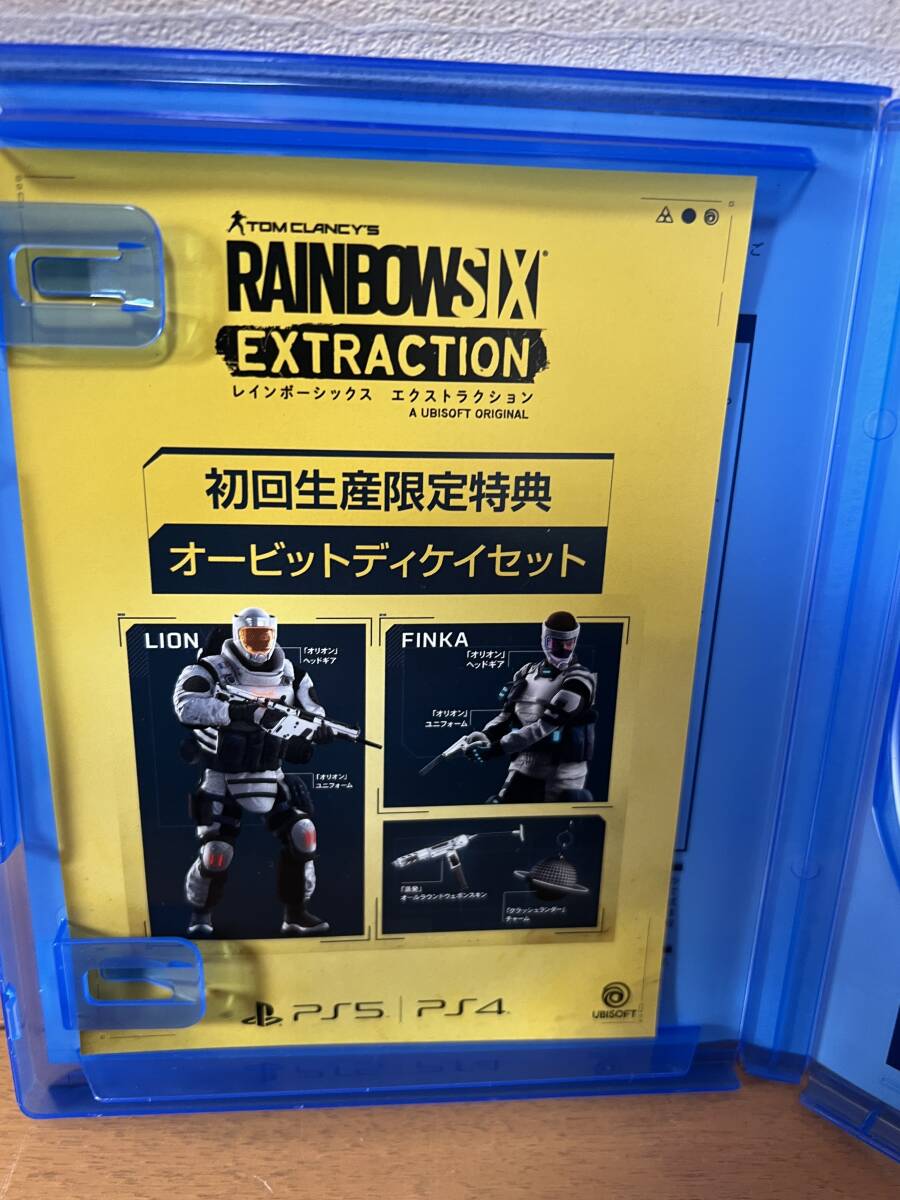 TOM CLANCY'S
RAINBOWSIX
EXTRACTION
レインボーシックス エクストラクション
A UBISOFT ORIGINAL
初回生産限定特典
オービットディケイセット
LION
「オリオン」
ヘッドギア
「オリオン」
ユニフォーム
FINKA
「オリオン」
ヘッドギア
「オリオン」
ユニフォーム
オールラウンドウェポンスキン
「クラッシュランダー」
チャーム
PS5 | PS4
UBISOFT